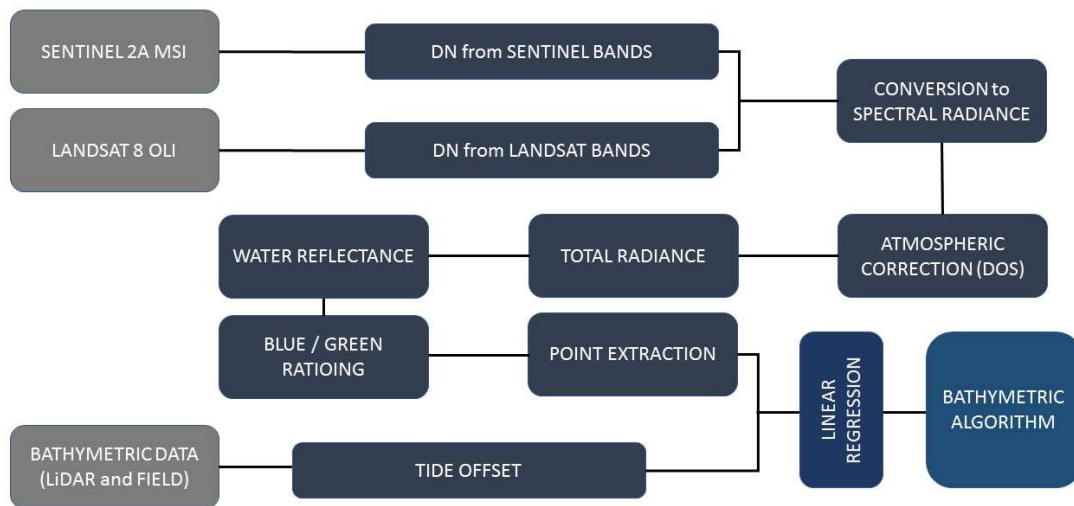 SENTINEL 2A MSI
DN from SENTINEL BANDS
CONVERSION to
SPECTRAL RADIANCE
LANDSAT 8 OLI
DN from LANDSAT BANDS
WATER REFLECTANCE
TOTAL RADIANCE
ATMOSPHERIC
CORRECTION (DOS)
BLUE / GREEN
RATIOING
POINT EXTRACTION
LINEAR
REGRESSION
BATHYMETRIC
ALGORITHM
BATHYMETRIC DATA
(LiDAR and FIELD)
TIDE OFFSET